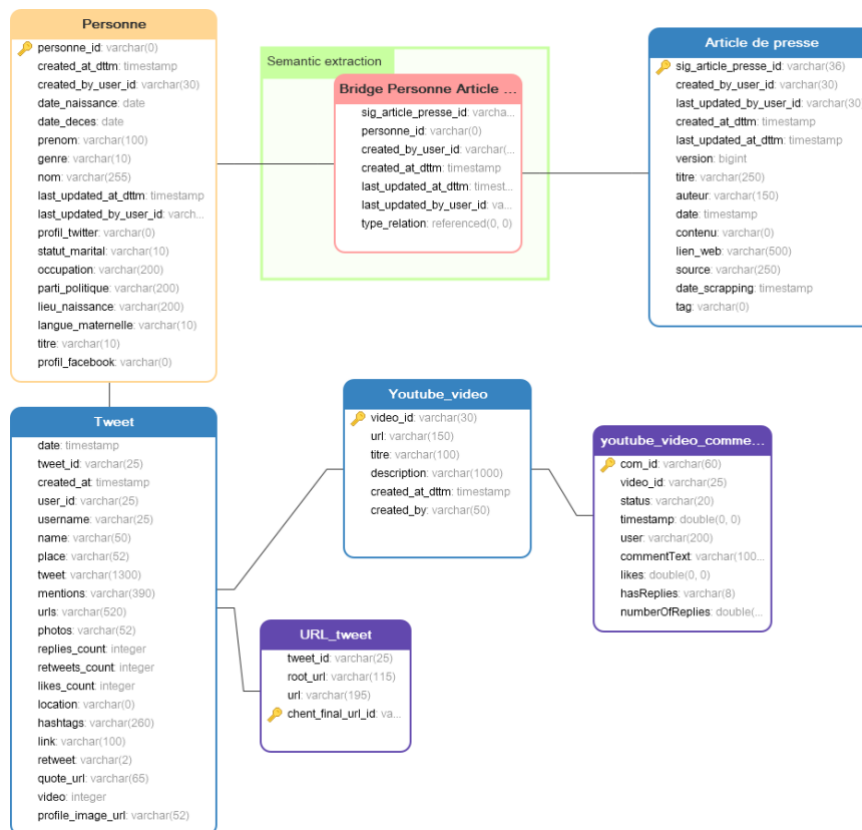 Personne
personne_id: varchar(0)
created_at_dttm: timestamp
created_by_user_id: varchar(30)
date_naissance: date
date_deces: date
prenom: varchar(100)
genre: varchar(10)
nom: varchar(255)
last_updated_at_dttm: timestamp
last_updated_by_user_id: varch...
profil_twitter: varchar(0)
statut_marital: varchar(10)
occupation: varchar(200)
parti_politique: varchar(200)
lieu_naissance: varchar(200)
langue_maternelle: varchar(10)
titre: varchar(10)
profil_facebook: varchar(0)
Semantic extraction
Bridge Personne Article ...
sig_article_presse_id: varcha...
personne_id: varchar(0)
created_by_user_id: varchar(...
created_at_dttm: timestamp
last_updated_at_dttm: timest...
last_updated_by_user_id: va...
type_relation: referenced(0, 0)
Article de presse
sig_article_presse_id: varchar(36)
created_by_user_id: varchar(30)
last_updated_by_user_id: varchar(30)
created_at_dttm: timestamp
last_updated_at_dttm: timestamp
version: bigint
titre: varchar(250)
auteur: varchar(150)
date: timestamp
contenu: varchar(0)
lien_web: varchar(500)
source: varchar(250)
date_scrapping: timestamp
tag: varchar(0)
Tweet
date: timestamp
tweet_id: varchar(25)
created_at: timestamp
user_id: varchar(25)
username: varchar(25)
name: varchar(50)
place: varchar(52)
tweet: varchar(1300)
mentions: varchar(390)
urls: varchar(520)
photos: varchar(52)
replies_count: integer
retweets_count: integer
likes_count: integer
location: varchar(0)
hashtags: varchar(260)
link: varchar(100)
retweet: varchar(2)
quote_url: varchar(65)
video: integer
profile_image_url: varchar(52)
Youtube_video
video_id: varchar(30)
url: varchar(150)
titre: varchar(100)
description: varchar(1000)
created_at_dttm: timestamp
created_by: varchar(50)
youtube_video_comme...
com_id: varchar(60)
video_id: varchar(25)
status: varchar(20)
timestamp: double(0, 0)
user: varchar(200)
commentText: varchar(100...
likes: double(0, 0)
hasReplies: varchar(8)
numberOfReplies: double(...
URL_tweet
tweet_id: varchar(25)
root_url: varchar(115)
url: varchar(195)
chent_final_url_id: va...